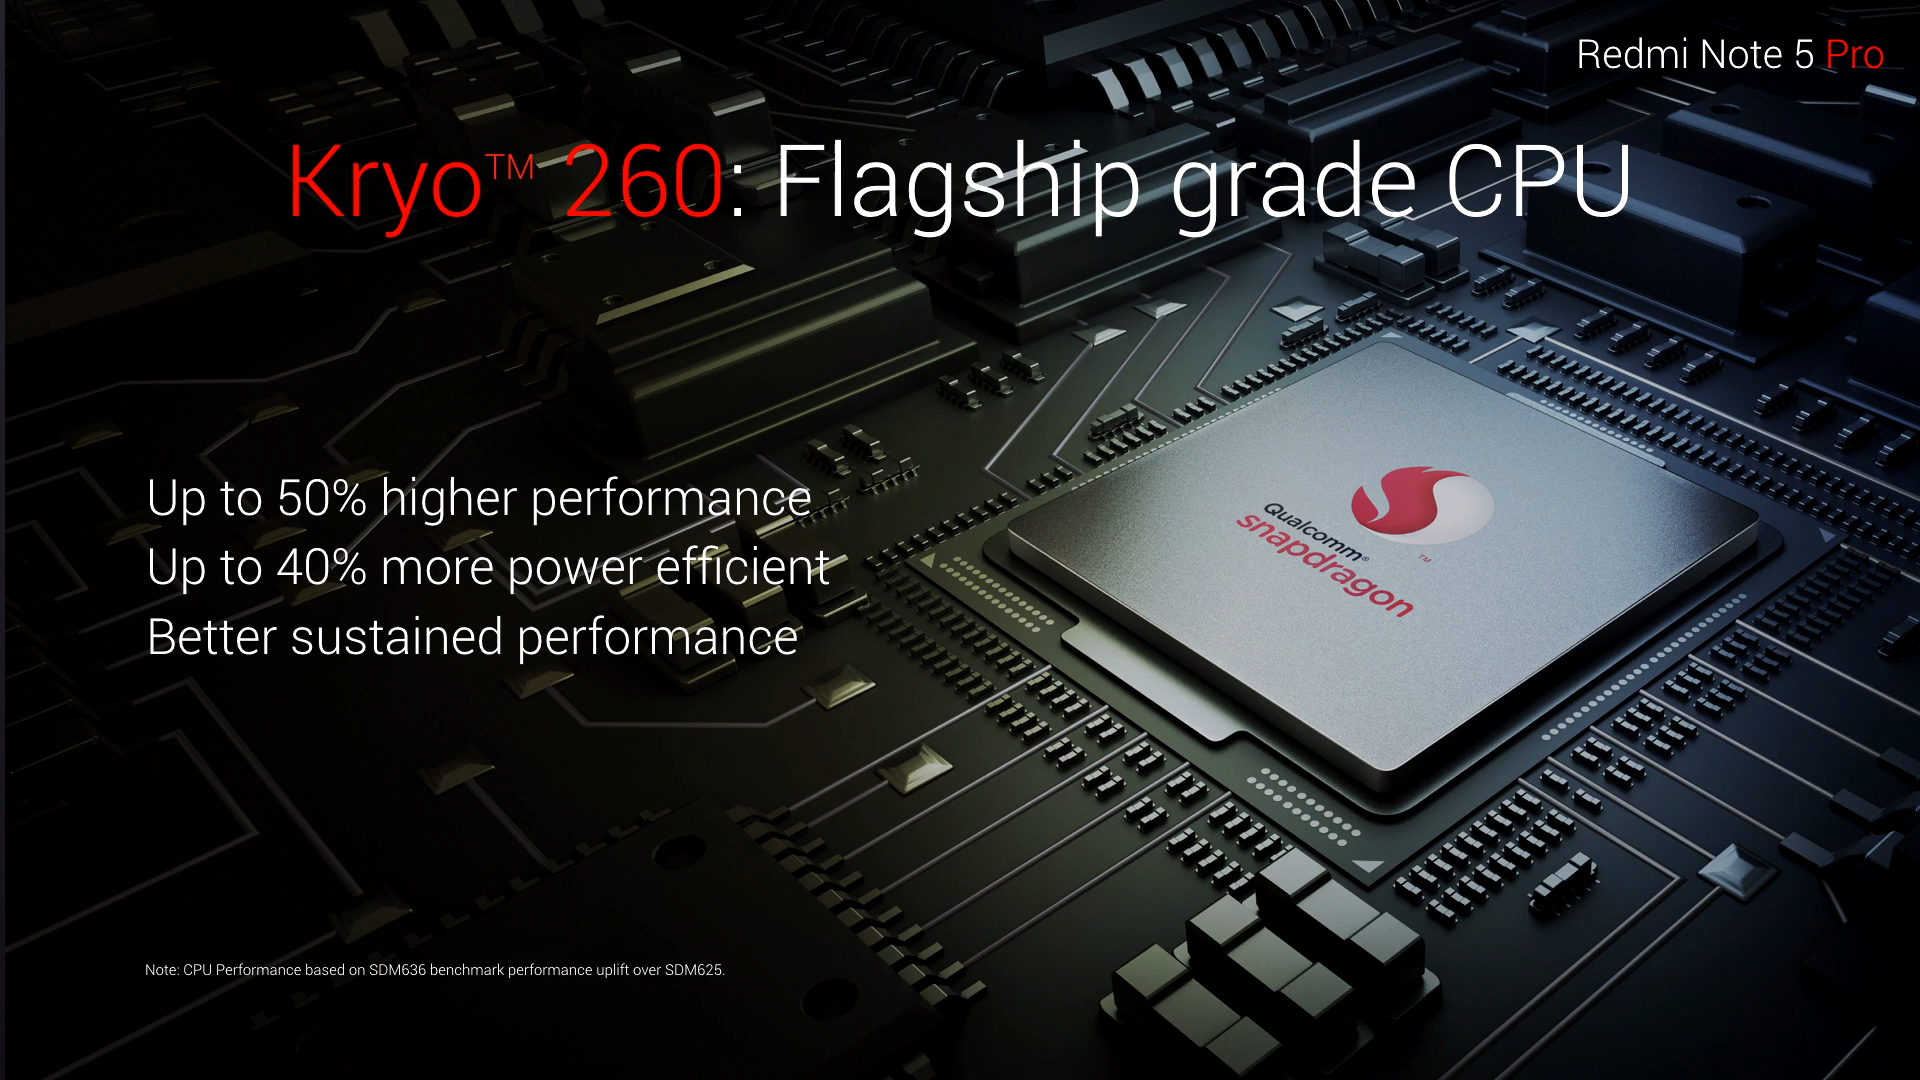 Redmi Note 5 Pro
Kryo™ 260: Flagship grade CPU
Up to 50% higher performance
Up to 40% more power efficient
Better sustained performance
Qualcomm®
snapdragon™
Note: CPU Performance based on SDM636 benchmark performance uplift over SDM625.